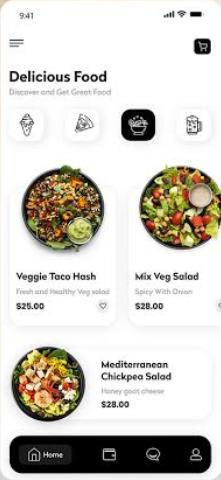 9:41
Delicious Food
Discover and Get Great Food
Veggie Taco Hash
Fresh and Healthy Veg salad
$25.00
Mix Veg Salad
Spicy With Onion
$28.00
Mediterranean
Chickpea Salad
Honey goat cheese
$28.00
Home